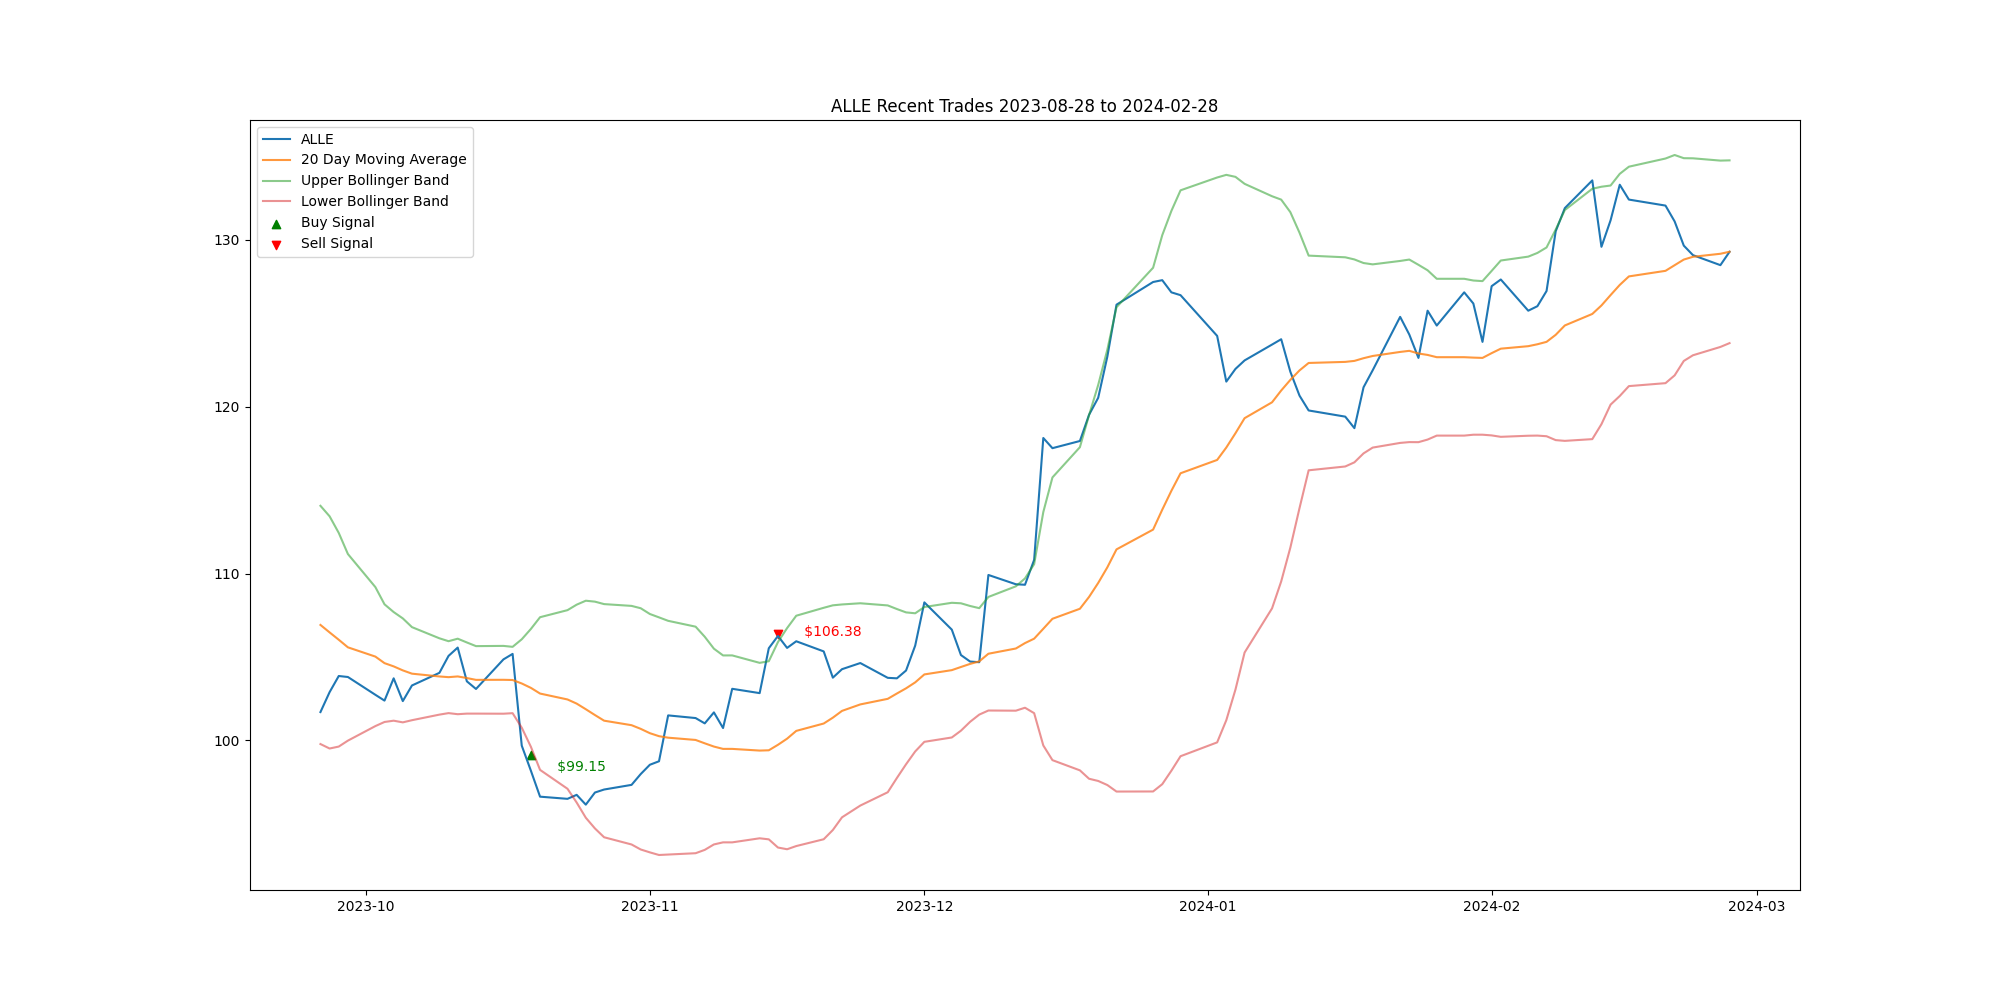 ALLE Recent Trades 2023-08-28 to 2024-02-28
ALLE
20 Day Moving Average
Upper Bollinger Band
Lower Bollinger Band
Buy Signal
Sell Signal
130
120
110
100
$106.38
$99.15
2023-10
2023-11
2023-12
2024-01
2024-02
2024-03